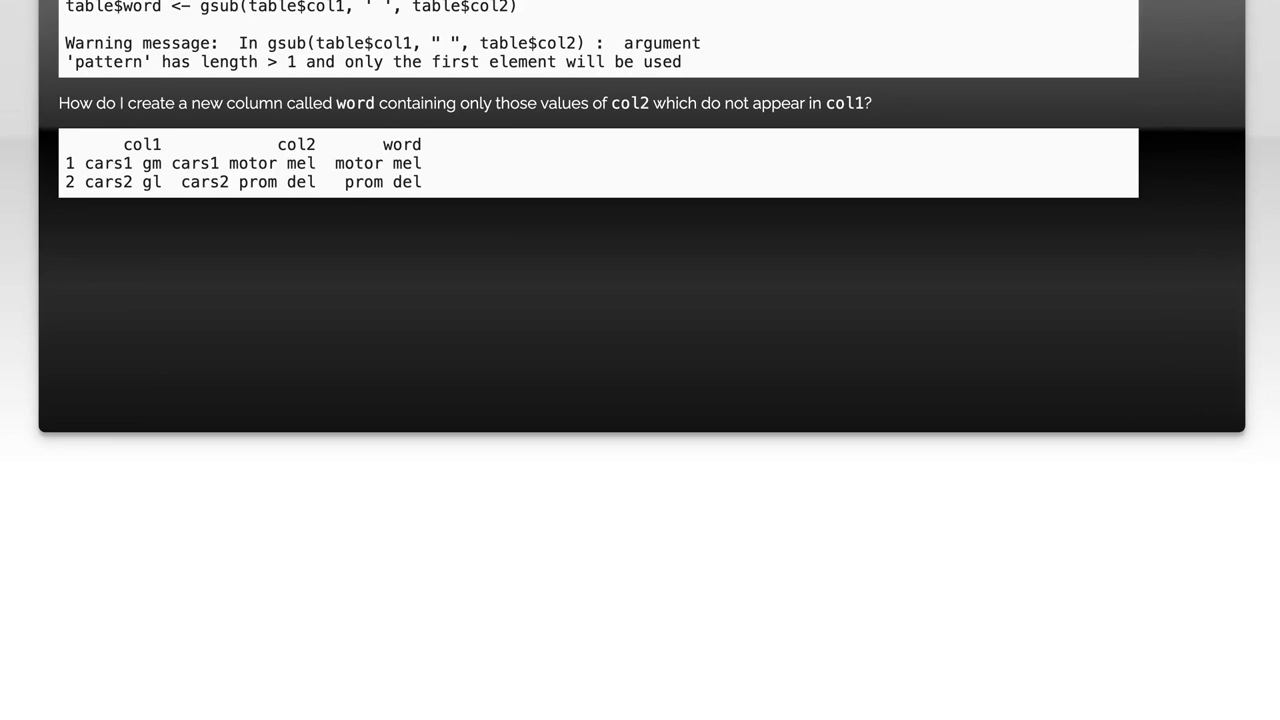 table$word <- gsub(table$col1, ' ', table$col2)
Warning message:  In gsub(table$col1, " ", table$col2) :  argument
'pattern' has length > 1 and only the first element will be used
How do I create a new column called word containing only those values of col2 which do not appear in col1?
col1 col2 word
1 cars1 gm cars1 motor mel motor mel
2 cars2 gl cars2 prom del prom del